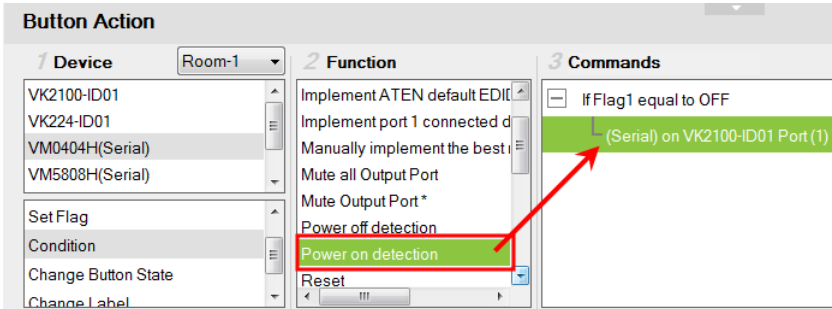 Button Action
1 Device
Room-1
2 Function
3 Commands
VK2100-ID01
VK224-ID01
VM0404H(Serial)
VM5808H(Serial)
Set Flag
Condition
Change Button State
Change Label
Implement ATEN default EDID
Implement port 1 connected d
Manually implement the best
Mute all Output Port
Mute Output Port *
Power off detection
Power on detection
Reset
If Flag1 equal to OFF
(Serial) on VK2100-ID01 Port (1)